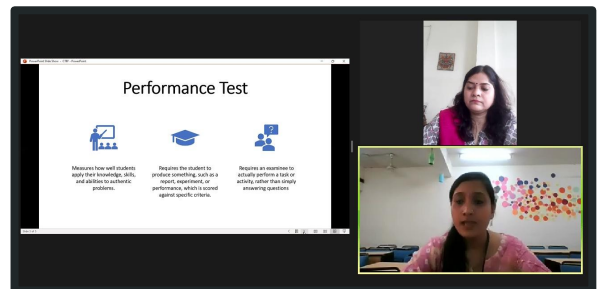 Performance Test
Measures how well students
apply their knowledge, skills,
and abilities to authentic
problems.
Requires the student to
produce something, such as a
report, experiment, or
performance, which is scored
against specific criteria.
Requires an examinee to
actually perform a task or
activity, rather than simply
answering questions